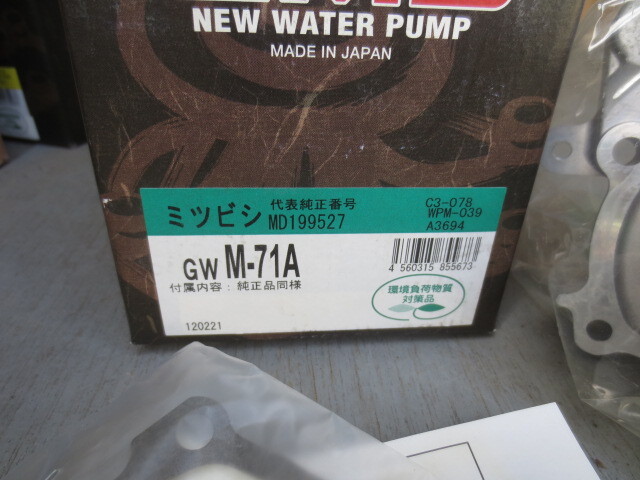 NEW WATER PUMP
MADE IN JAPAN
ミツビシ
代表純正番号
MD199527
C3-078
WPM-039
A3694
GW M-71A
付属内容：純正品同様
4 560315 855673
環境負荷物質
対策品
120221